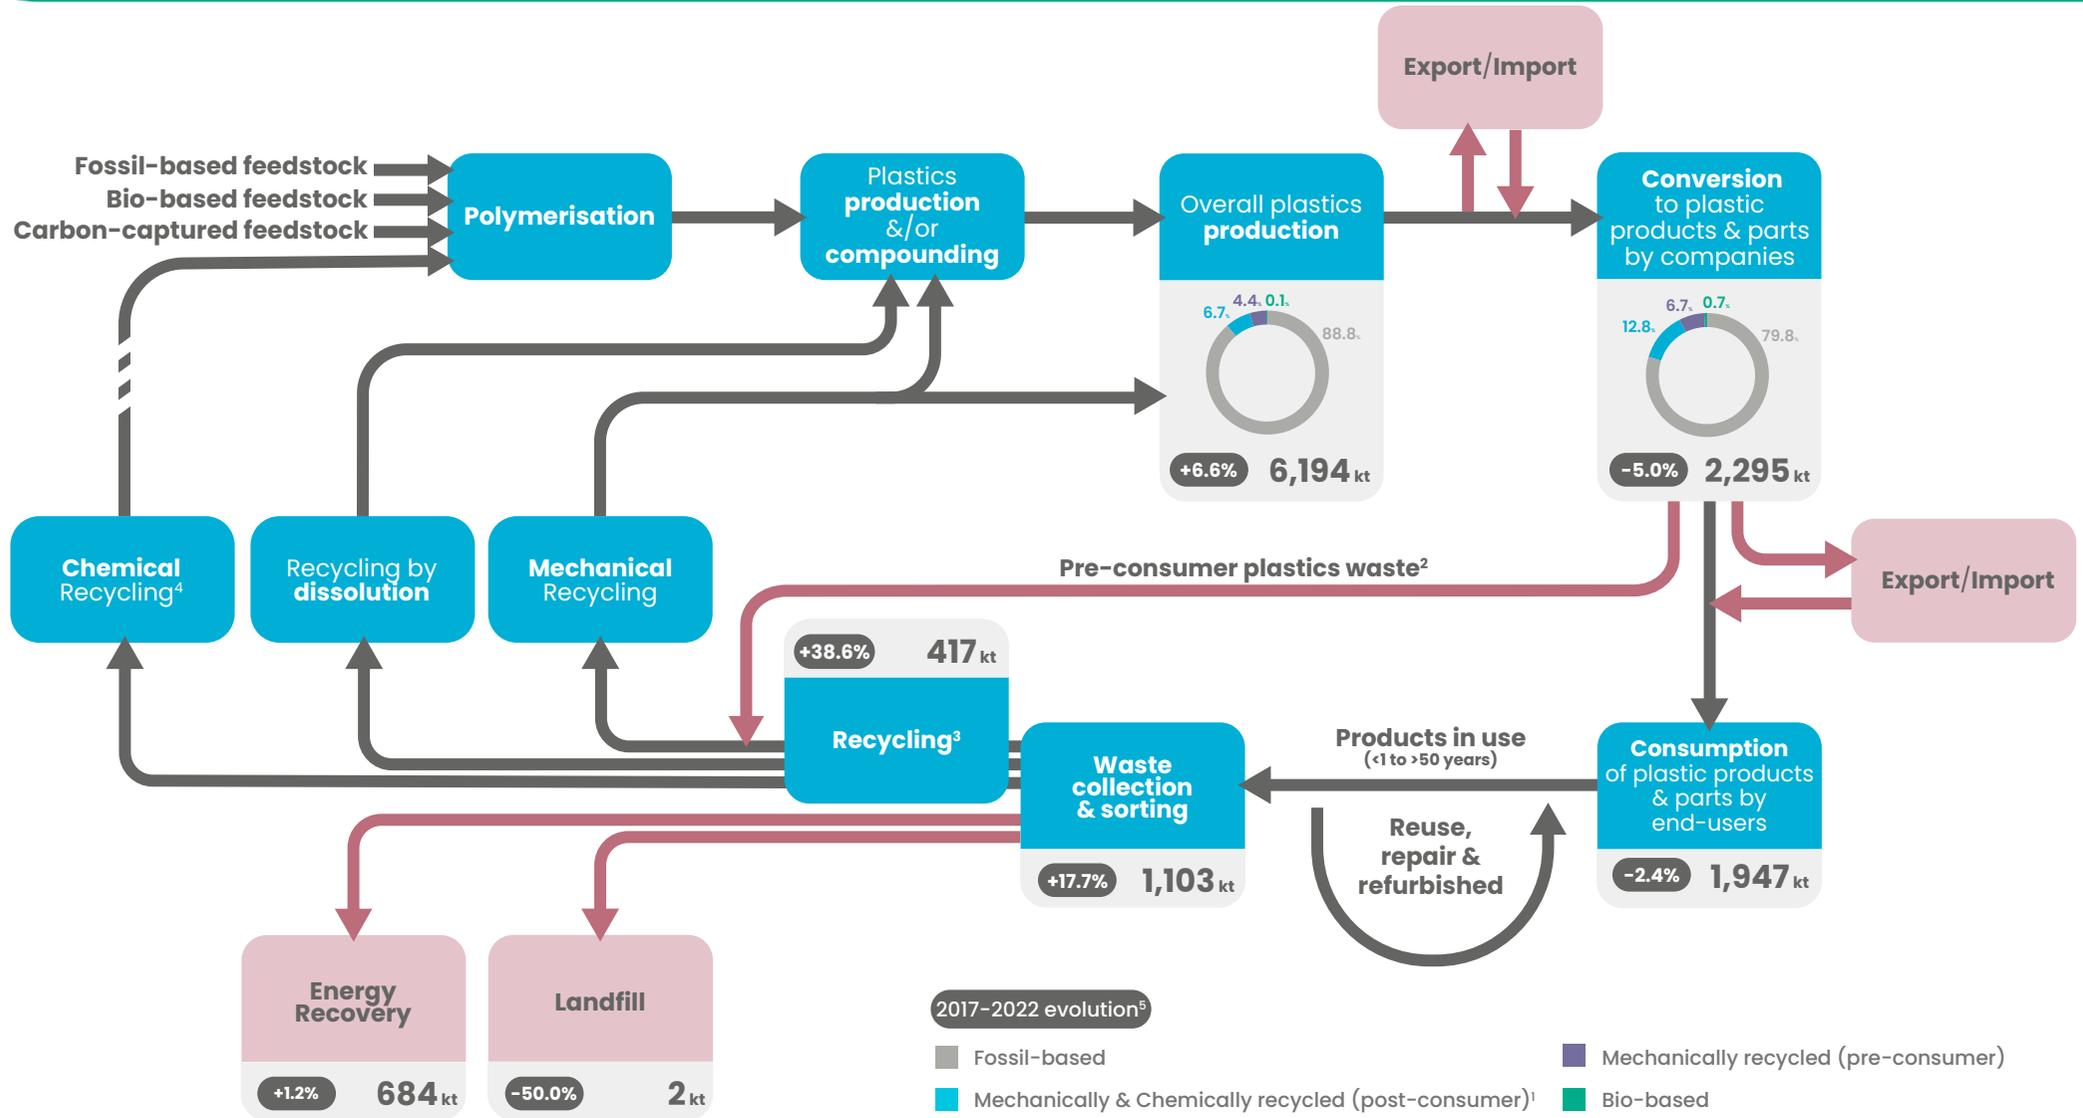 Export/Import
Fossil-based feedstock
Bio-based feedstock
Carbon-captured feedstock
Polymerisation
Plastics
production
&/or
compounding
Overall plastics
production
Conversion
to plastic
products & parts
by companies
6.7%
4.4%
0.1%
88.8%
+6.6%
6,194 kt
12.8%
6.7%
0.7%
79.8%
-5.0%
2,295 kt
Chemical
Recycling⁴
Recycling by
dissolution
Mechanical
Recycling
Pre-consumer plastics waste²
Export/Import
+38.6%
417 kt
Recycling³
Waste
collection
& sorting
+17.7%
1,103 kt
Products in use
(<1 to >50 years)
Reuse,
repair &
refurbished
Consumption
of plastic products
& parts by
end-users
-2.4%
1,947 kt
Energy
Recovery
+1.2%
684 kt
Landfill
-50.0%
2 kt
2017-2022 evolution⁵
Fossil-based
Mechanically & Chemically recycled (post-consumer)¹
Mechanically recycled (pre-consumer)
Bio-based